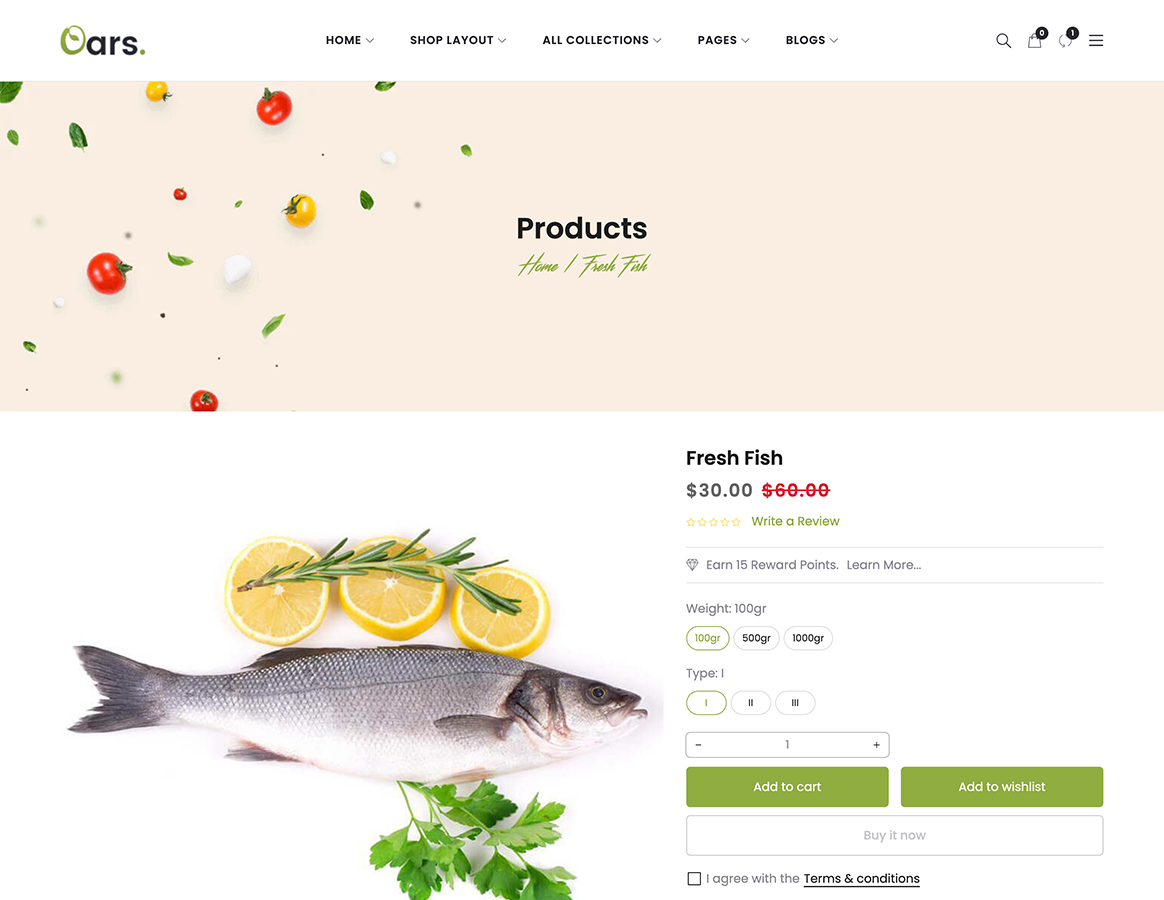 Oars.
HOME SHOP LAYOUT ALL COLLECTIONS PAGES BLOGS
0 1
Products
Home / Fresh Fish
Fresh Fish
$30.00 $60.00
Write a Review
Earn 15 Reward Points. Learn More...
Weight: 100gr
100gr 500gr 1000gr
Type: I
I II III
− 1 +
Add to cart Add to wishlist
Buy it now
I agree with the Terms & conditions